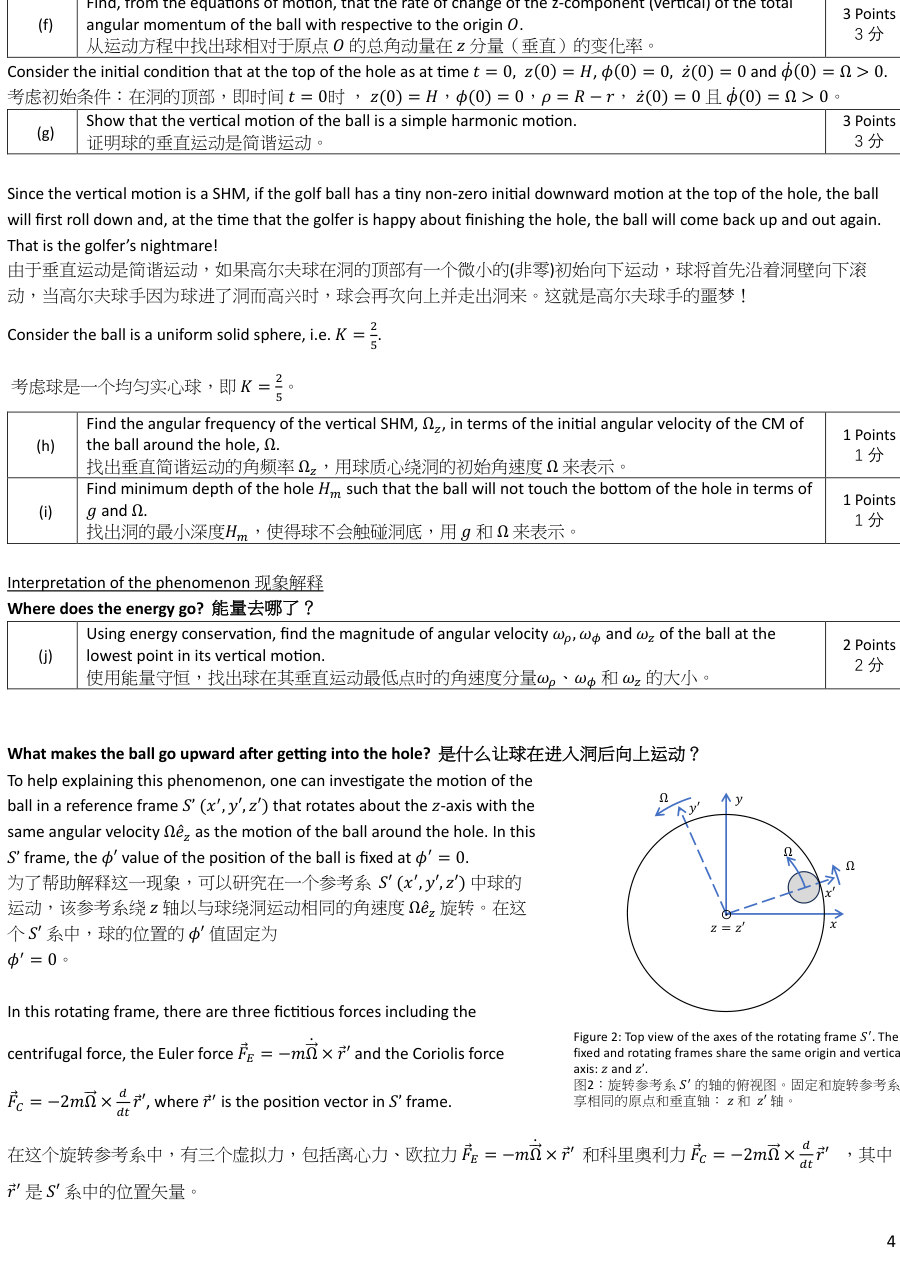 Find, from the equations of motion, that the rate of change of the z-component (vertical) of the total
(f)
angular momentum of the ball with respective to the origin O.
从运动方程中找出球相对于原点 O 的总角动量在 z 分量（垂直）的变化率。
3 Points
3 分
Consider the initial condition that at the top of the hole as at time t = 0, z(0) = H, ϕ(0) = 0, ż(0) = 0 and ϕ̇(0) = Ω > 0.
考虑初始条件：在洞的顶部，即时间 t = 0时 ， z(0) = H，ϕ(0) = 0，ρ = R − r， ż(0) = 0 且 ϕ̇(0) = Ω > 0。
(g)
Show that the vertical motion of the ball is a simple harmonic motion.
证明球的垂直运动是简谐运动。
3 Points
3 分
Since the vertical motion is a SHM, if the golf ball has a tiny non-zero initial downward motion at the top of the hole, the ball
will first roll down and, at the time that the golfer is happy about finishing the hole, the ball will come back up and out again.
That is the golfer's nightmare!
由于垂直运动是简谐运动，如果高尔夫球在洞的顶部有一个微小的(非零)初始向下运动，球将首先沿着洞壁向下滚
动，当高尔夫球手因为球进了洞而高兴时，球会再次向上并走出洞来。这就是高尔夫球手的噩梦！
Consider the ball is a uniform solid sphere, i.e. K = 2/5.
考虑球是一个均匀实心球，即 K = 2/5。
(h)
Find the angular frequency of the vertical SHM, Ω_z, in terms of the initial angular velocity of the CM of
the ball around the hole, Ω.
找出垂直简谐运动的角频率 Ω_z，用球质心绕洞的初始角速度 Ω 来表示。
1 Points
1 分
(i)
Find minimum depth of the hole H_m such that the ball will not touch the bottom of the hole in terms of
g and Ω.
找出洞的最小深度H_m，使得球不会触碰洞底，用 g 和 Ω 来表示。
1 Points
1 分
Interpretation of the phenomenon 现象解释
Where does the energy go? 能量去哪了？
(j)
Using energy conservation, find the magnitude of angular velocity ω_ρ, ω_ϕ and ω_z of the ball at the
lowest point in its vertical motion.
使用能量守恒，找出球在其垂直运动最低点时的角速度分量ω_ρ、ω_ϕ 和 ω_z 的大小。
2 Points
2 分
What makes the ball go upward after getting into the hole? 是什么让球在进入洞后向上运动？
To help explaining this phenomenon, one can investigate the motion of the
ball in a reference frame S' (x', y', z') that rotates about the z-axis with the
same angular velocity Ωê_z as the motion of the ball around the hole. In this
S' frame, the ϕ' value of the position of the ball is fixed at ϕ' = 0.
为了帮助解释这一现象，可以研究在一个参考系 S' (x', y', z') 中球的
运动，该参考系绕 z 轴以与球绕洞运动相同的角速度 Ωê_z 旋转。在这
个 S' 系中，球的位置的 ϕ' 值固定为
ϕ' = 0。
In this rotating frame, there are three fictitious forces including the
centrifugal force, the Euler force F⃗_E = −mΩ⃗̇ × r⃗' and the Coriolis force
F⃗_C = −2mΩ⃗ × d/dt r⃗', where r⃗' is the position vector in S' frame.
Ω
y'
y
Ω
Ω
x'
z = z'
x
Figure 2: Top view of the axes of the rotating frame S'. The
fixed and rotating frames share the same origin and vertica
axis: z and z'.
图2：旋转参考系 S' 的轴的俯视图。固定和旋转参考系
享相同的原点和垂直轴： z 和 z' 轴。
在这个旋转参考系中，有三个虚拟力，包括离心力、欧拉力 F⃗_E = −mΩ⃗̇ × r⃗' 和科里奥利力 F⃗_C = −2mΩ⃗ × d/dt r⃗' ，其中
r⃗' 是 S' 系中的位置矢量。
4